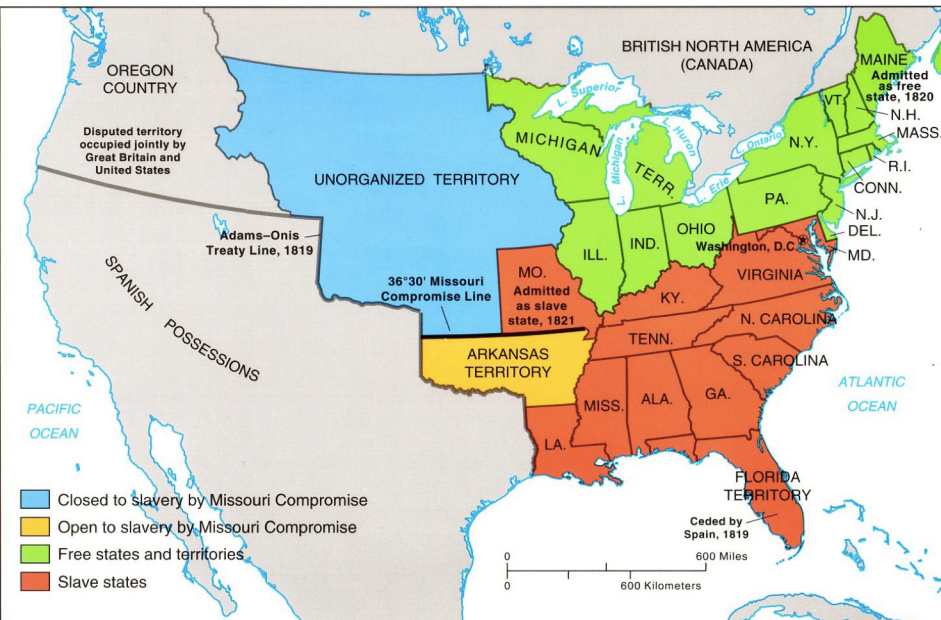 BRITISH NORTH AMERICA
(CANADA)
OREGON
COUNTRY
Disputed territory
occupied jointly by
Great Britain and
United States
UNORGANIZED TERRITORY
Adams–Onis
Treaty Line, 1819
36°30' Missouri
Compromise Line
SPANISH POSSESSIONS
PACIFIC
OCEAN
L. Superior
L. Michigan
L. Huron
L. Erie
L. Ontario
MICHIGAN TERR.
MAINE
Admitted
as free
state, 1820
VT.
N.H.
MASS.
R.I.
CONN.
N.Y.
PA.
N.J.
DEL.
MD.
OHIO
IND.
ILL.
Washington, D.C.
VIRGINIA
KY.
MO.
Admitted
as slave
state, 1821
N. CAROLINA
TENN.
S. CAROLINA
ARKANSAS
TERRITORY
MISS.
ALA.
GA.
LA.
ATLANTIC
OCEAN
FLORIDA
TERRITORY
Ceded by
Spain, 1819
Closed to slavery by Missouri Compromise
Open to slavery by Missouri Compromise
Free states and territories
Slave states
0 600 Miles
0 600 Kilometers